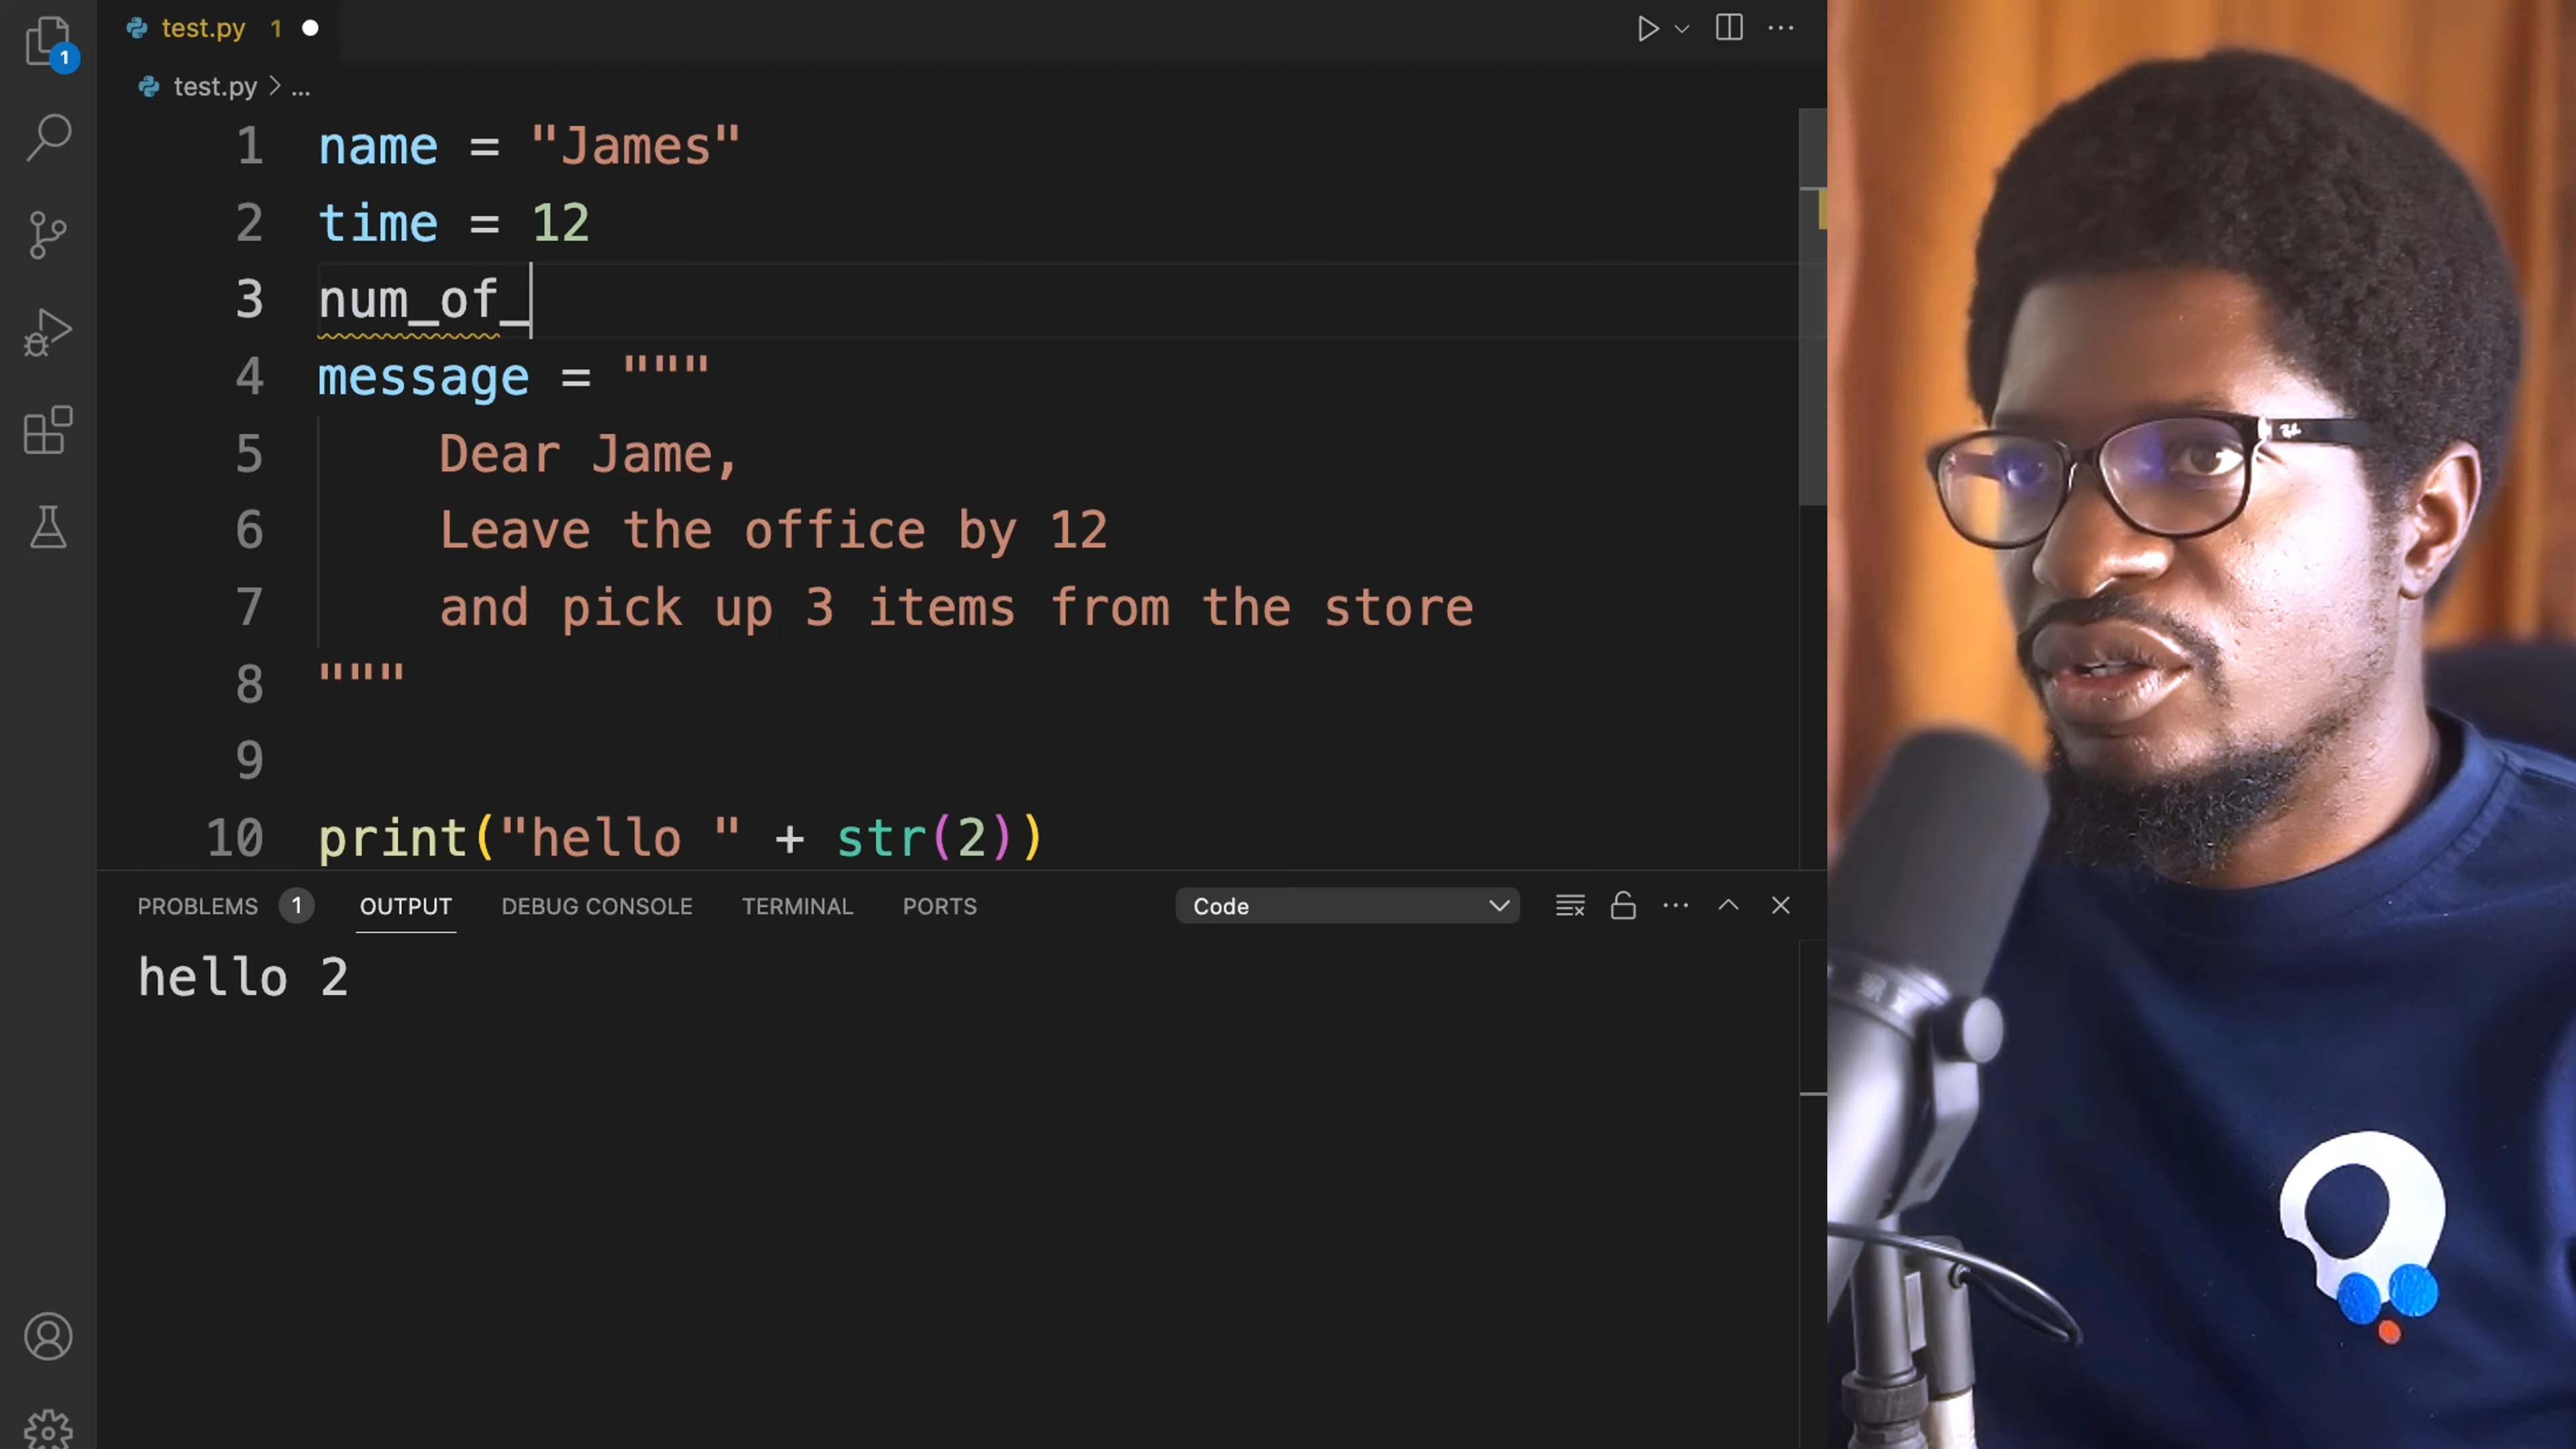 test.py 1
1
test.py > ...
1 name = "James"
2 time = 12
3 num_of_
4 message = """
5 Dear Jame,
6 Leave the office by 12
7 and pick up 3 items from the store
8 """
9
10 print("hello " + str(2))
PROBLEMS 1 OUTPUT DEBUG CONSOLE TERMINAL PORTS Code
hello 2